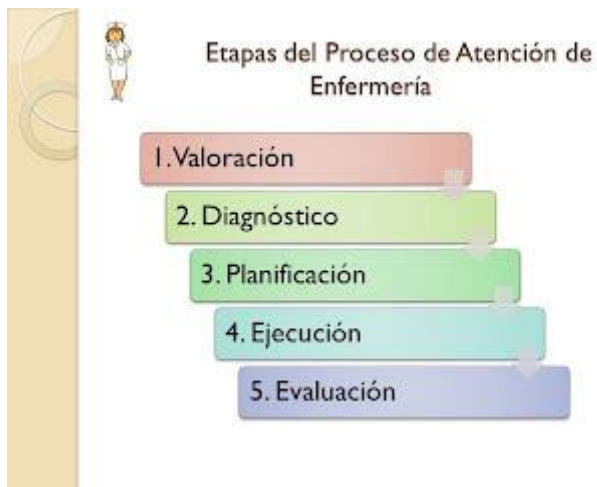 Etapas del Proceso de Atención de
Enfermería
1. Valoración
2. Diagnóstico
3. Planificación
4. Ejecución
5. Evaluación